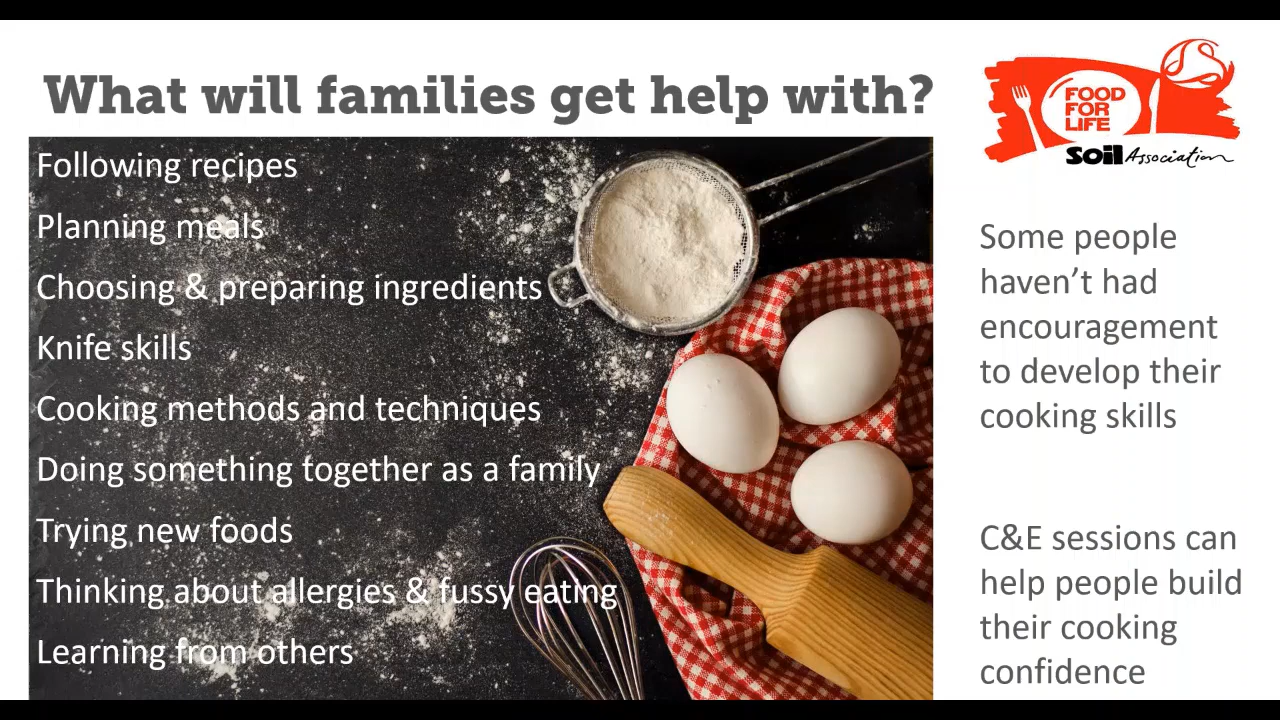 What will families get help with?
Following recipes
Planning meals
Choosing & preparing ingredients
Knife skills
Cooking methods and techniques
Doing something together as a family
Trying new foods
Thinking about allergies & fussy eating
Learning from others
FOOD
FOR
LIFE
Soil Association
Some people
haven’t had
encouragement
to develop their
cooking skills
C&E sessions can
help people build
their cooking
confidence